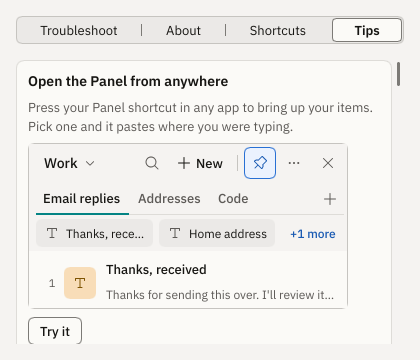 Troubleshoot About Shortcuts Tips
Open the Panel from anywhere
Press your Panel shortcut in any app to bring up your items.
Pick one and it pastes where you were typing.
Work New
Email replies Addresses Code
T Thanks, rece... T Home address +1 more
Thanks, received
1 T
Thanks for sending this over. I'll review it...
Try it